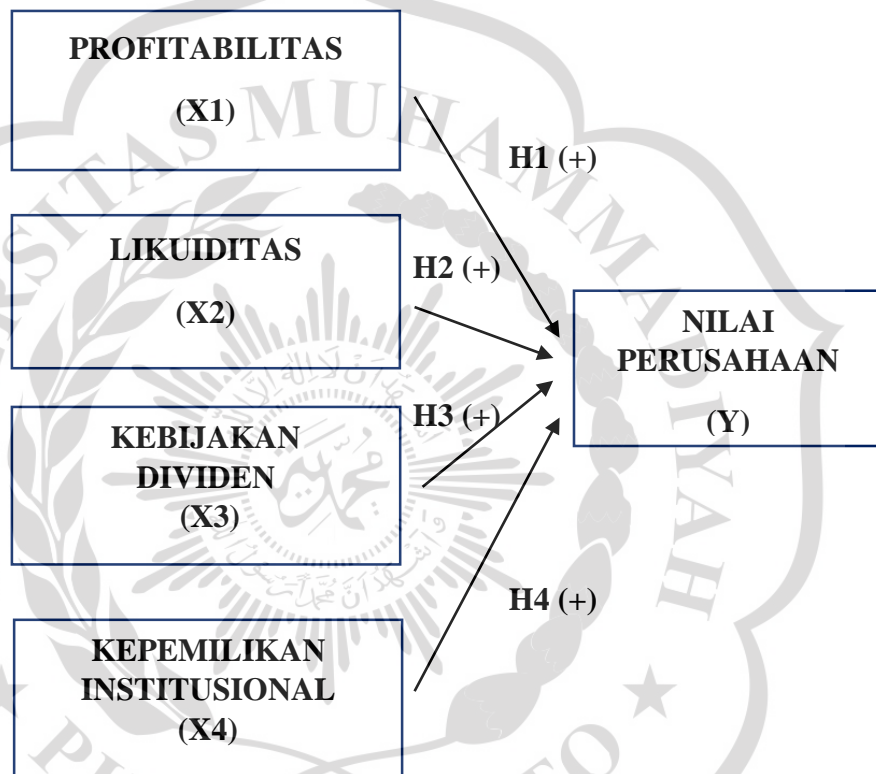 PROFITABILITAS
(X1)
H1 (+)
LIKUIDITAS
(X2)
H2 (+)
NILAI
PERUSAHAAN
(Y)
KEBIJAKAN
DIVIDEN
(X3)
H3 (+)
H4 (+)
KEPEMILIKAN
INSTITUSIONAL
(X4)